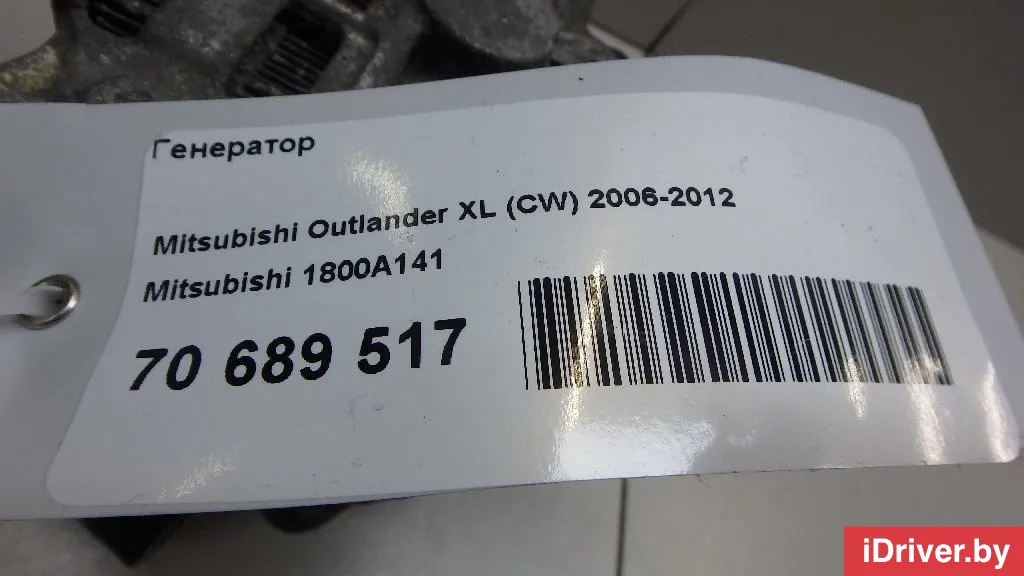 Генератор
Mitsubishi Outlander XL (CW) 2006-2012
Mitsubishi 1800A141
70 689 517
iDriver.by